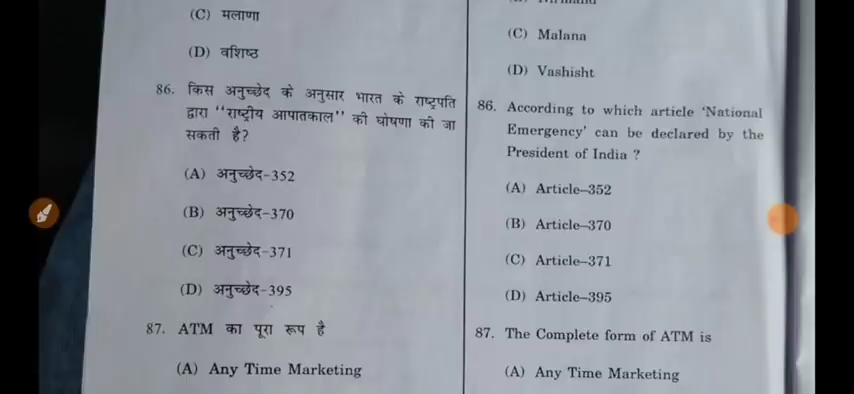 (C) मलाणा
(D) वशिष्ठ
86. किस अनुच्छेद के अनुसार भारत के राष्ट्रपति
द्वारा ‘‘राष्ट्रीय आपातकाल’’ की घोषणा की जा
सकती है?
(A) अनुच्छेद-352
(B) अनुच्छेद-370
(C) अनुच्छेद-371
(D) अनुच्छेद-395
87. ATM का पूरा रूप है
(A) Any Time Marketing
(C) Malana
(D) Vashisht
86. According to which article ‘National
Emergency’ can be declared by the
President of India ?
(A) Article–352
(B) Article–370
(C) Article–371
(D) Article–395
87. The Complete form of ATM is
(A) Any Time Marketing